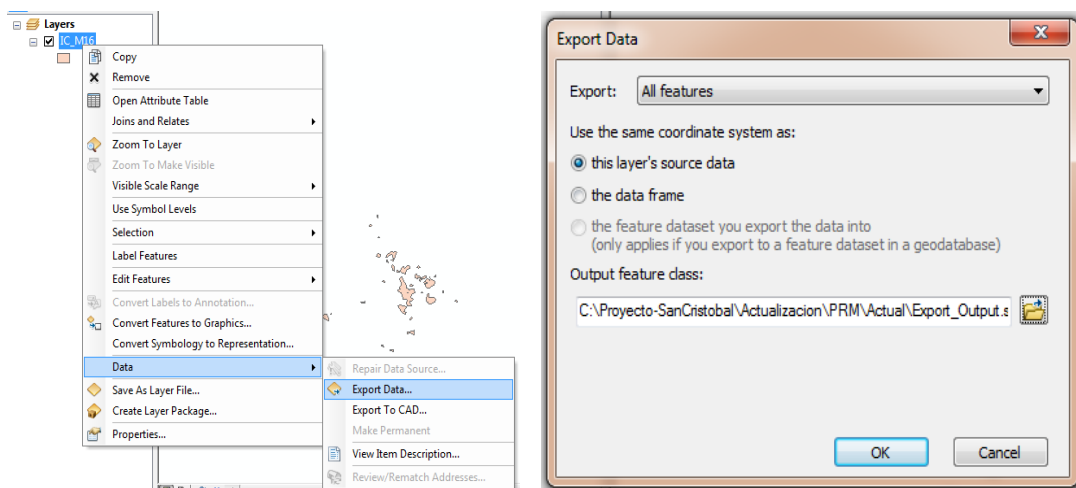 Layers
IC_M16
Copy
Remove
Open Attribute Table
Joins and Relates
Zoom To Layer
Zoom To Make Visible
Visible Scale Range
Use Symbol Levels
Selection
Label Features
Edit Features
Convert Labels to Annotation...
Convert Features to Graphics...
Convert Symbology to Representation...
Data
Save As Layer File...
Create Layer Package...
Properties...
Repair Data Source...
Export Data...
Export To CAD...
Make Permanent
View Item Description...
Review/Rematch Addresses...
Export Data
Export: All features
Use the same coordinate system as:
this layer's source data
the data frame
the feature dataset you export the data into
(only applies if you export to a feature dataset in a geodatabase)
Output feature class:
C:\Proyecto-SanCristobal\Actualizacion\PRM\Actual\Export_Output.s
OK Cancel